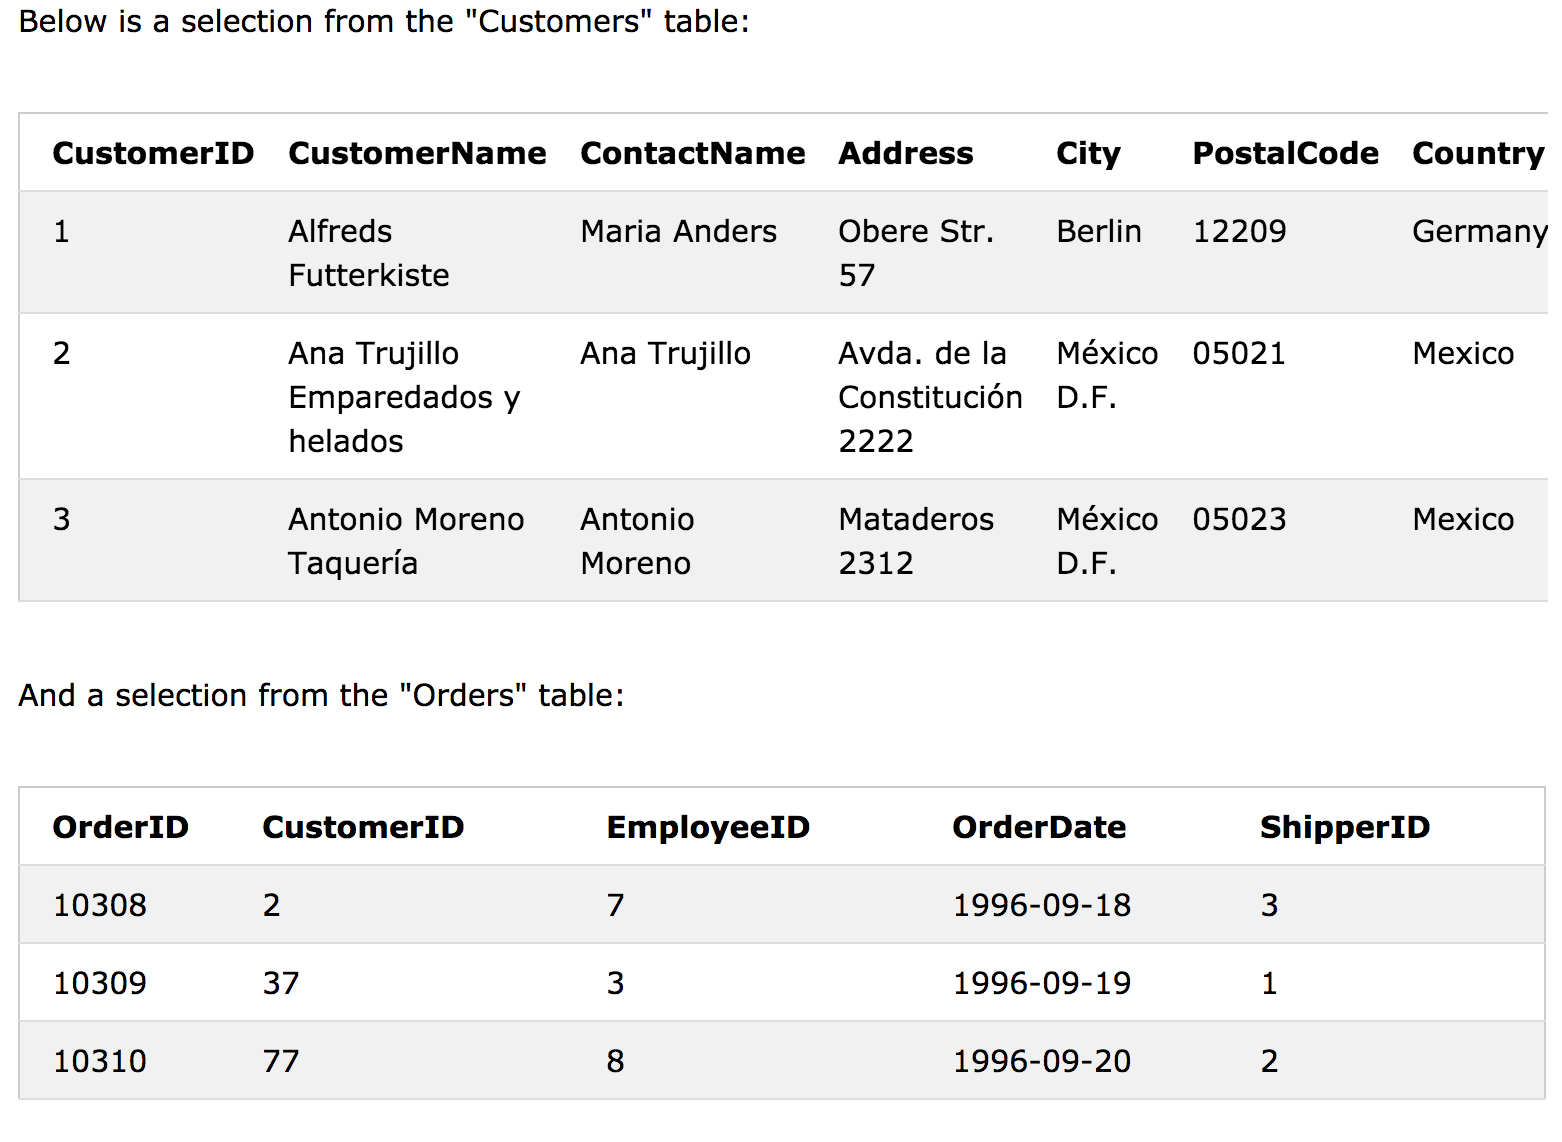 Below is a selection from the "Customers" table:
CustomerID CustomerName ContactName Address City PostalCode Country
1 Alfreds Maria Anders Obere Str. Berlin 12209 Germany
Futterkiste 57
2 Ana Trujillo Ana Trujillo Avda. de la México 05021 Mexico
Emparedados y Constitución D.F.
helados 2222
3 Antonio Moreno Antonio Mataderos México 05023 Mexico
Taquería Moreno 2312 D.F.
And a selection from the "Orders" table:
OrderID CustomerID EmployeeID OrderDate ShipperID
10308 2 7 1996-09-18 3
10309 37 3 1996-09-19 1
10310 77 8 1996-09-20 2